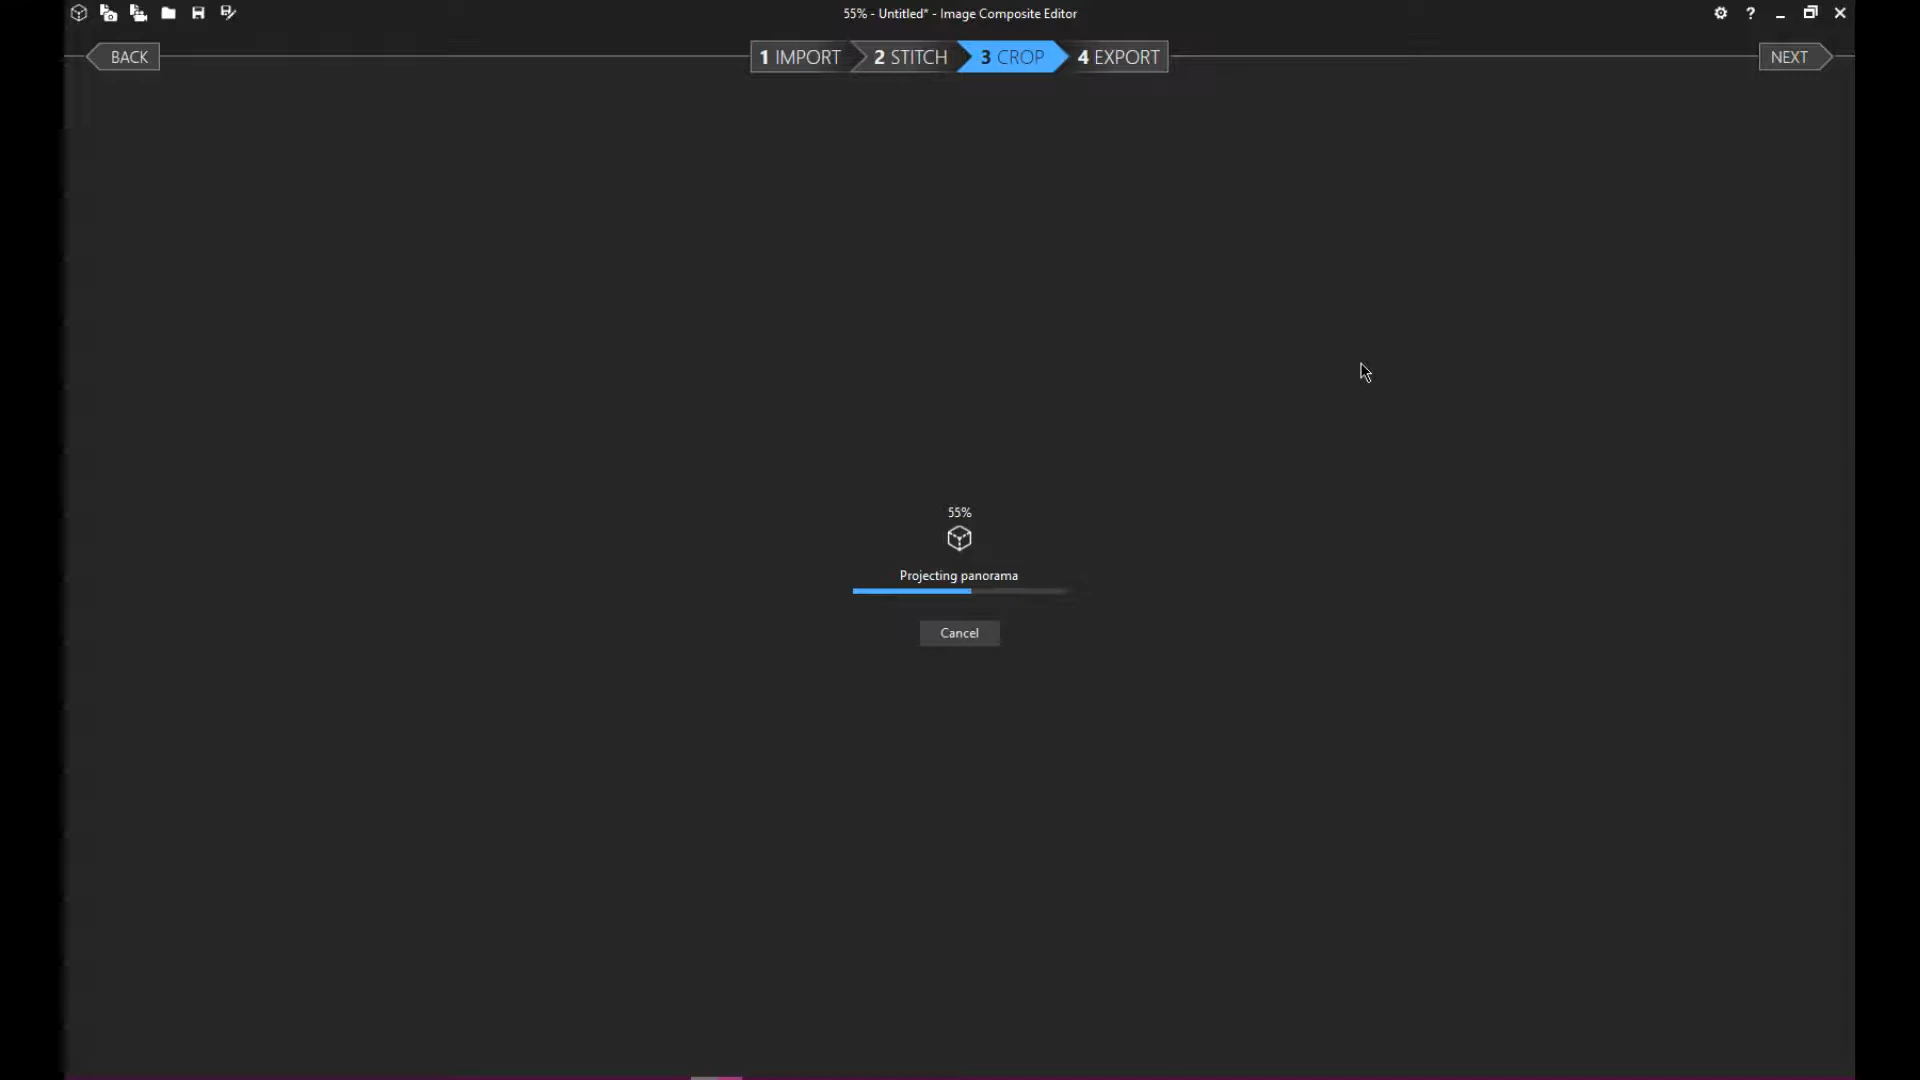 55% - Untitled* - Image Composite Editor
?
BACK
1 IMPORT
2 STITCH
3 CROP
4 EXPORT
NEXT
55%
Projecting panorama
Cancel